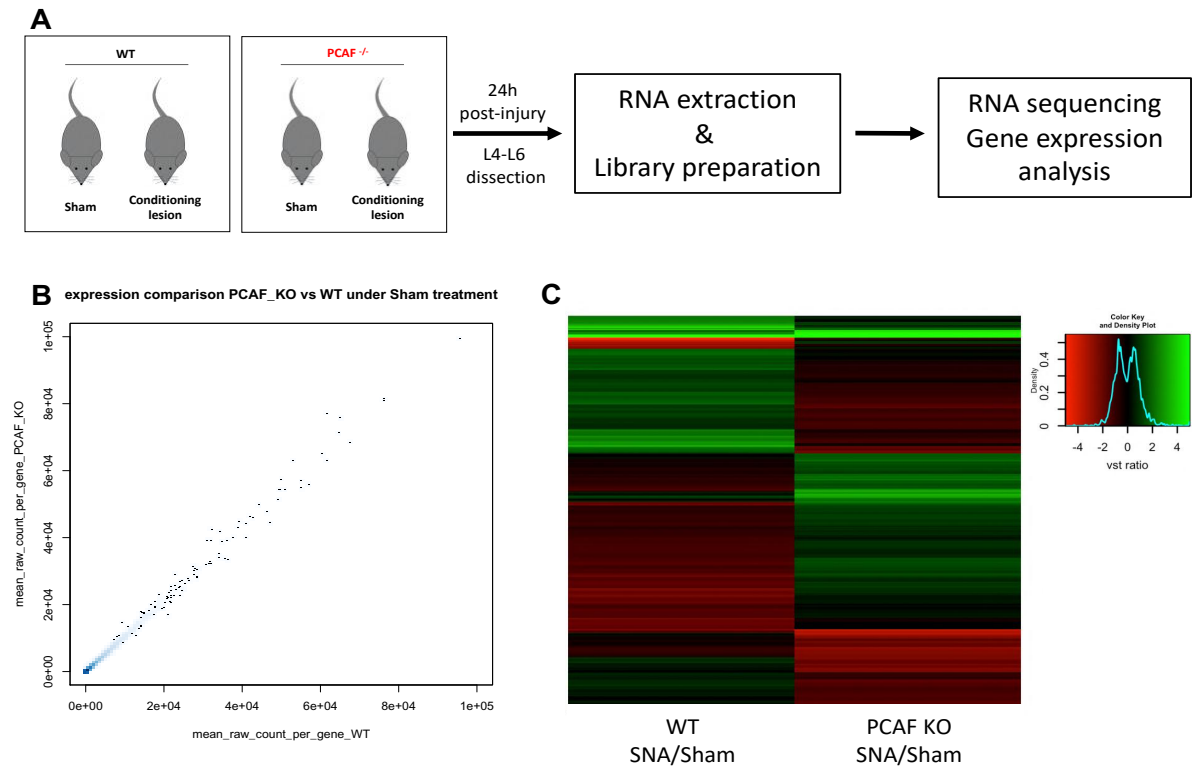 A
WT
Sham
Conditioning
lesion
PCAF -/-
Sham
Conditioning
lesion
24h
post-injury
L4-L6
dissection
RNA extraction
&
Library preparation
RNA sequencing
Gene expression
analysis
B
expression comparison PCAF_KO vs WT under Sham treatment
mean_raw_count_per_gene_PCAF_KO
1e+05
8e+04
6e+04
4e+04
2e+04
0e+00
0e+00 2e+04 4e+04 6e+04 8e+04 1e+05
mean_raw_count_per_gene_WT
C
WT
SNA/Sham
PCAF KO
SNA/Sham
Color Key
and Density Plot
Density
0.4
0.2
0
-4 -2 0 2 4
vst ratio